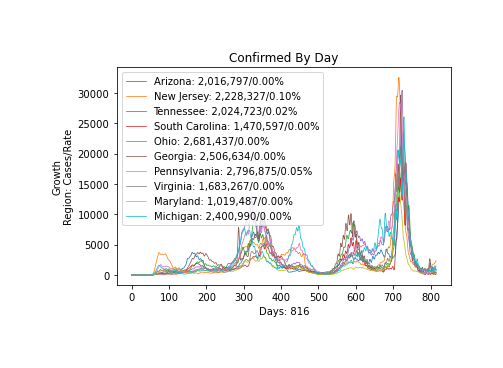 Confirmed By Day
Growth
Region: Cases/Rate
30000
25000
20000
15000
10000
5000
0
Arizona: 2,016,797/0.00%
New Jersey: 2,228,327/0.10%
Tennessee: 2,024,723/0.02%
South Carolina: 1,470,597/0.00%
Ohio: 2,681,437/0.00%
Georgia: 2,506,634/0.00%
Pennsylvania: 2,796,875/0.05%
Virginia: 1,683,267/0.00%
Maryland: 1,019,487/0.00%
Michigan: 2,400,990/0.00%
0 100 200 300 400 500 600 700 800
Days: 816